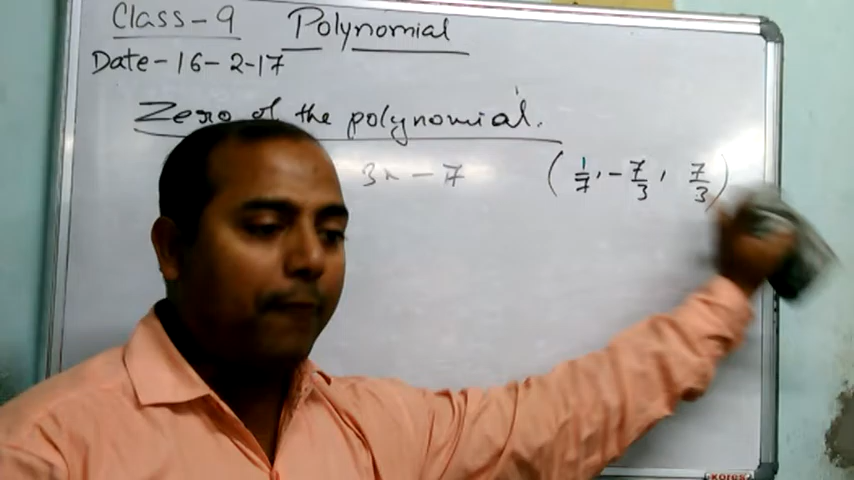 Class-9 Polynomial
Date-16-2-17
Zero of the polynomial.
3x - 7 (1/7, -7/3, 7/3)
kores